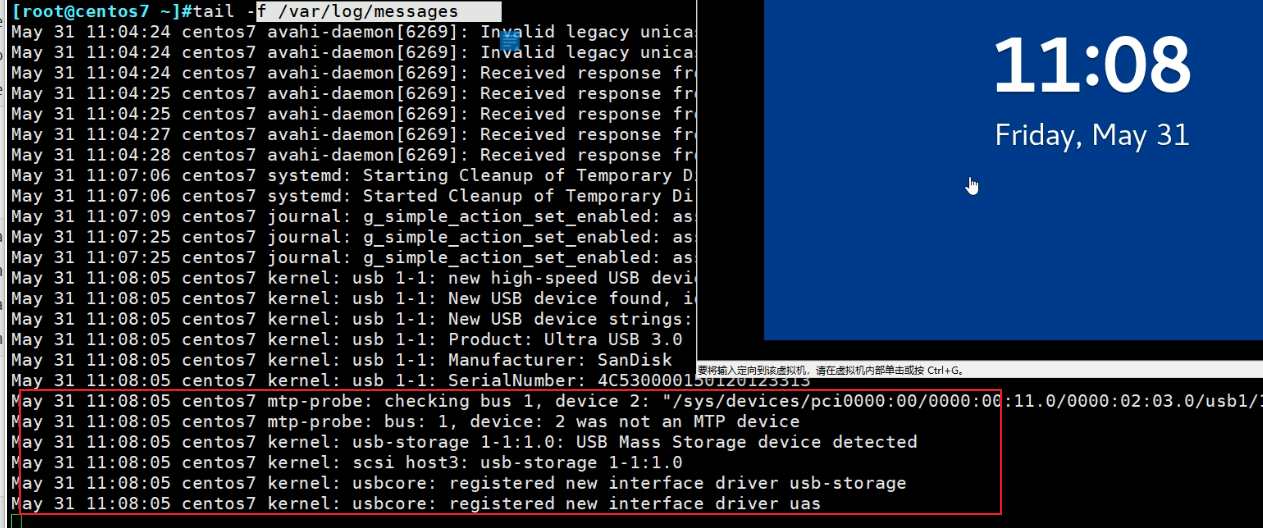 [root@centos7 ~]#tail -f /var/log/messages
May 31 11:04:24 centos7 avahi-daemon[6269]: Invalid legacy unicas
May 31 11:04:24 centos7 avahi-daemon[6269]: Invalid legacy unicas
May 31 11:04:24 centos7 avahi-daemon[6269]: Received response fro
May 31 11:04:25 centos7 avahi-daemon[6269]: Received response fro
May 31 11:04:25 centos7 avahi-daemon[6269]: Received response fro
May 31 11:04:27 centos7 avahi-daemon[6269]: Received response fro
May 31 11:04:28 centos7 avahi-daemon[6269]: Received response fro
May 31 11:07:06 centos7 systemd: Starting Cleanup of Temporary Di
May 31 11:07:06 centos7 systemd: Started Cleanup of Temporary Di
May 31 11:07:09 centos7 journal: g_simple_action_set_enabled: ass
May 31 11:07:25 centos7 journal: g_simple_action_set_enabled: ass
May 31 11:07:25 centos7 journal: g_simple_action_set_enabled: ass
May 31 11:08:05 centos7 kernel: usb 1-1: new high-speed USB devi
May 31 11:08:05 centos7 kernel: usb 1-1: New USB device found, i
May 31 11:08:05 centos7 kernel: usb 1-1: New USB device strings:
May 31 11:08:05 centos7 kernel: usb 1-1: Product: Ultra USB 3.0
May 31 11:08:05 centos7 kernel: usb 1-1: Manufacturer: SanDisk
May 31 11:08:05 centos7 kernel: usb 1-1: SerialNumber: 4C530000150120123313
May 31 11:08:05 centos7 mtp-probe: checking bus 1, device 2: "/sys/devices/pci0000:00/0000:00:11.0/0000:02:03.0/usb1/1
May 31 11:08:05 centos7 mtp-probe: bus: 1, device: 2 was not an MTP device
May 31 11:08:05 centos7 kernel: usb-storage 1-1:1.0: USB Mass Storage device detected
May 31 11:08:05 centos7 kernel: scsi host3: usb-storage 1-1:1.0
May 31 11:08:05 centos7 kernel: usbcore: registered new interface driver usb-storage
May 31 11:08:05 centos7 kernel: usbcore: registered new interface driver uas
11:08
Friday, May 31
要将输入定向到该虚拟机，请在虚拟机内部单击或按 Ctrl+G。